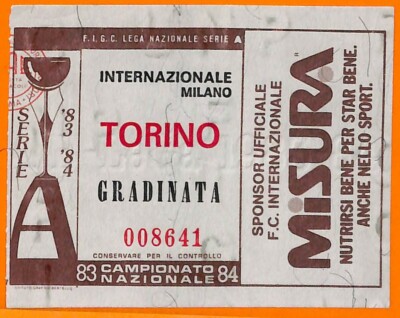 F.I.G.C. LEGA NAZIONALE SERIE A
INTERNAZIONALE
MILANO
TORINO
GRADINATA
008641
CONSERVARE PER IL CONTROLLO
83 CAMPIONATO 84
NAZIONALE
SERIE
'83
'84
A
SPONSOR UFFICIALE
F.C. INTERNAZIONALE
MISURA
NUTRIRSI BENE PER STAR BENE.
ANCHE NELLO SPORT.